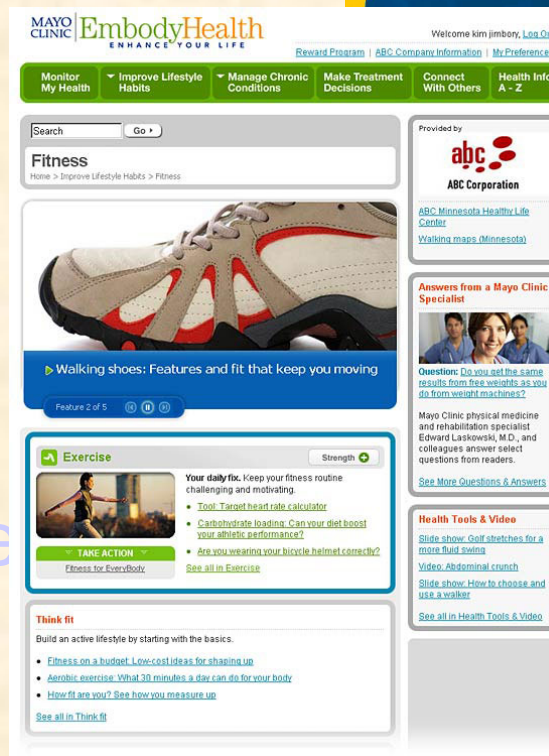 MAYO CLINIC EmbodyHealth
ENHANCE YOUR LIFE
Welcome kim jimbory, Log
Reward Program | ABC Company Information | My Preference
Monitor My Health
Improve Lifestyle Habits
Manage Chronic Conditions
Make Treatment Decisions
Connect With Others
Health Info A - Z
Search
Go
Fitness
Home > Improve Lifestyle Habits > Fitness
Walking shoes: Features and fit that keep you moving
Feature 2 of 5
Exercise
Strength
Your daily fix. Keep your fitness routine
challenging and motivating.
Tool: Target heart rate calculator
Carbohydrate loading: Can your diet boost
your athletic performance?
Are you wearing your bicycle helmet correctly?
See all in Exercise
TAKE ACTION
Fitness for EveryBody
Think fit
Build an active lifestyle by starting with the basics.
Fitness on a budget: Low-cost ideas for shaping up
Aerobic exercise: What 30 minutes a day can do for your body
How fit are you? See how you measure up
See all in Think fit
Provided by
abc
ABC Corporation
ABC Minnesota Healthy Life
Center
Walking maps (Minnesota)
Answers from a Mayo Clinic
Specialist
Question: Do you get the same
results from free weights as you
do from weight machines?
Mayo Clinic physical medicine
and rehabilitation specialist
Edward Laskowski, M.D., and
colleagues answer select
questions from readers.
See More Questions & Answers
Health Tools & Video
Slide show: Golf stretches for a
more fluid swing
Video: Abdominal crunch
Slide show: How to choose and
use a walker
See all in Health Tools & Video